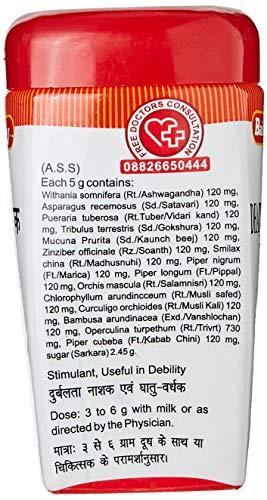 FREE DOCTORS CONSULTATION
08826650444
(A.S.S)
Each 5 g contains:
Withania somnifera (Rt./Ashwagandha) 120 mg,
Asparagus recemosus (Sd./Satavari) 120 mg,
Pueraria tuberosa (Rt.Tuber/Vidari kand) 120
mg, Tribulus terrestris (Sd./Gokshura) 120 mg,
Mucuna Prurita (Sd./Kaunch beej) 120 mg,
Zinziber officinale (Rz./Soanth) 120 mg, Smilax
china (Rt./Madhusnuhi) 120 mg, Piper nigrum
(Ft./Marica) 120 mg, Piper longum (Ft./Pippal)
120 mg, Orchis mascula (Rt./Salamnisri) 120 mg,
Chlorophyllum arundincceum (Rt./Musli safed)
120 mg, Curculigo orchioides (Rt./Musli Kali) 120
mg, Bambusa arundinacea (Exd./Vanshlochan)
120 mg, Operculina turpethum (Rt./Trivrt) 730
mg, Piper cubeba (Ft./Kabab Chini) 120 mg,
sugar (Sarkara) 2.45 g.
Stimulant, Useful in Debility
दुर्बलता नाशक एवं धातु-वर्धक
Dose: 3 to 6 g with milk or as
directed by the Physician.
मात्राः ३ से ६ ग्राम दूध के साथ या
चिकित्सक के परामर्शानुसार।